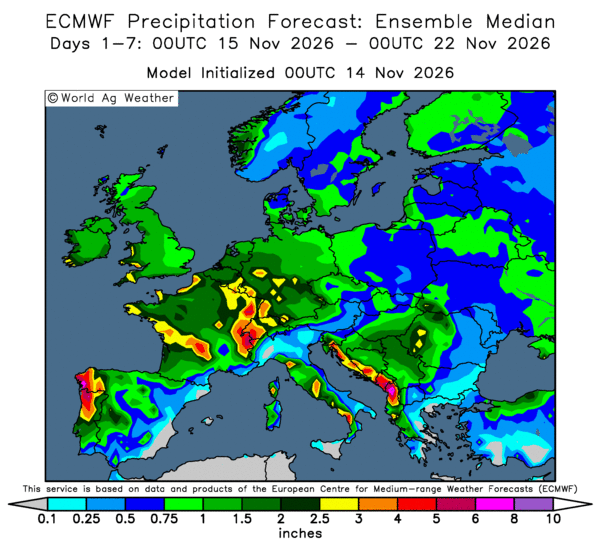 ECMWF Precipitation Forecast: Ensemble Median
Days 1–7: 00UTC 15 Nov 2026 – 00UTC 22 Nov 2026
Model Initialized 00UTC 14 Nov 2026
© World Ag Weather
This service is based on data and products of the European Centre for Medium-range Weather Forecasts (ECMWF)
0.1 0.25 0.5 0.75 1 1.5 2 2.5 3 4 5 6 8 10
inches